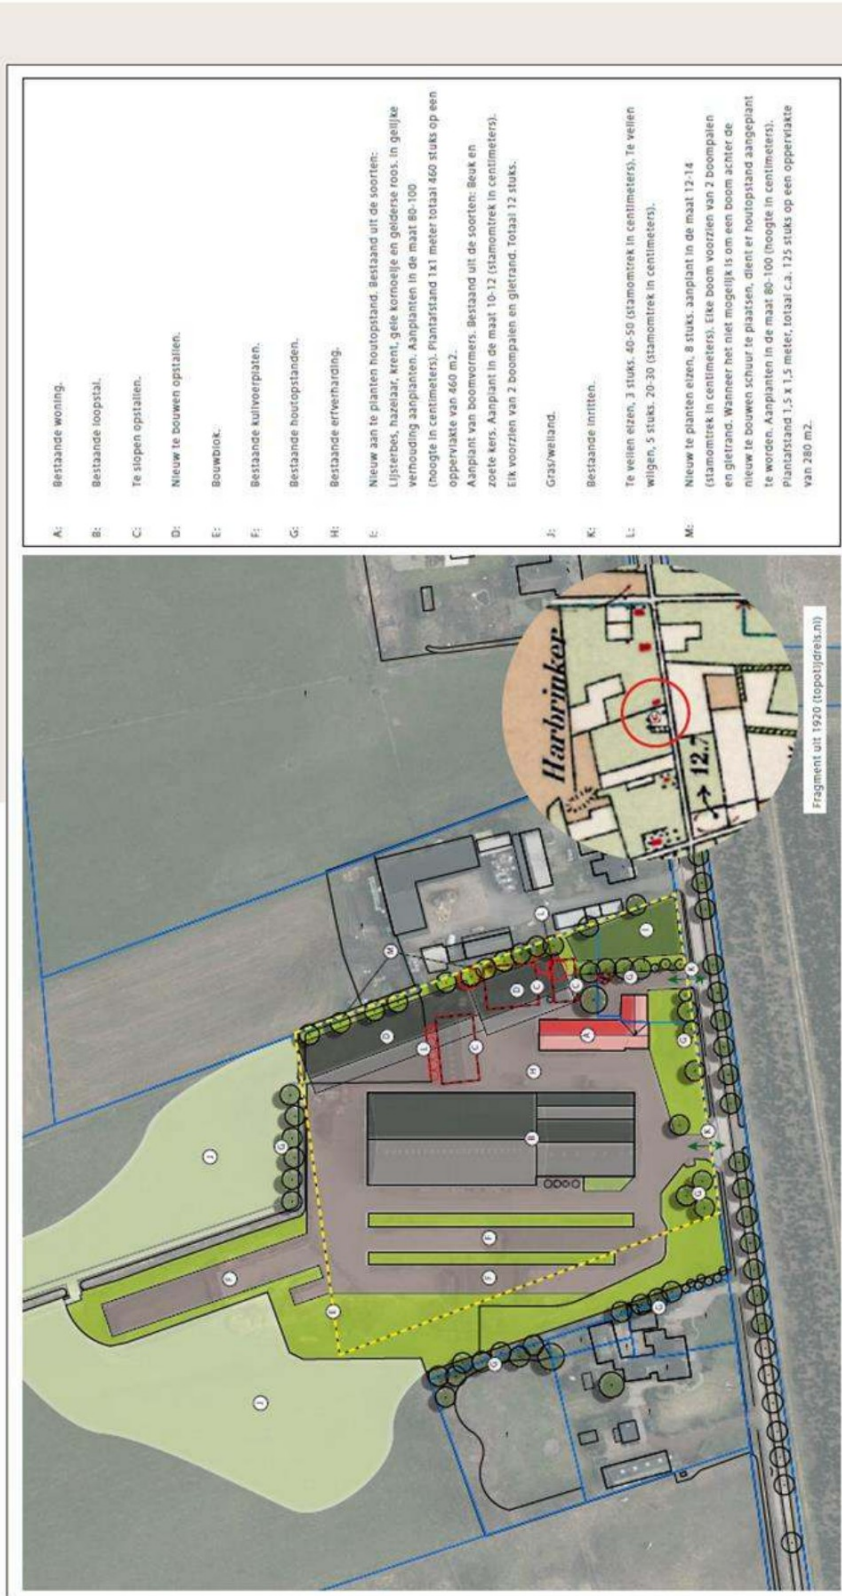 A: Bestaande woning.
B: Bestaande loopstal.
C: Te slopen opstallen.
D: Nieuw te bouwen opstallen.
E: Bouwblok.
F: Bestaande kuilvoerplaten.
G: Bestaande houtopstanden.
H: Bestaande erfverharding.
I: Nieuw aan te planten houtopstand. Bestaand uit de soorten:
Lijsterbes, hazelaar, krent, gele kornoelje en gelderse roos. In gelijke
verhouding aanplanten. Aanplanten in de maat 80-100
(hoogte in centimeters). Plantafstand 1x1 meter totaal 460 stuks op een
oppervlakte van 460 m2.
Aanplant van boomvormers. Bestaand uit de soorten: Beuk en
zoete kers. Aanplant in de maat 10-12 (stamomtrek in centimeters).
Elk voorzien van 2 boompalen en gietrand. Totaal 12 stuks.
J: Gras/weiland.
K: Bestaande inritten.
L: Te vellen elzen, 3 stuks. 40-50 (stamomtrek in centimeters). Te vellen
wilgen, 5 stuks. 20-30 (stamomtrek in centimeters).
M: Nieuw te planten elzen, 8 stuks. aanplant in de maat 12-14
(stamomtrek in centimeters). Elke boom voorzien van 2 boompalen
en gietrand. Wanneer het niet mogelijk is om een boom achter de
nieuw te bouwen schuur te plaatsen, dient er houtopstand aangeplant
te worden. Aanplanten in de maat 80-100 (hoogte in centimeters).
Plantafstand 1,5 x 1,5 meter, totaal c.a. 125 stuks op een oppervlakte
van 280 m2.
J
J
F
E
G
G
G
F
F
B
H
G
K
G
A
D
L
C
M
D
C
C
L
G
K
I
Harbrinker
12.7
Fragment uit 1920 (topotijdreis.nl)